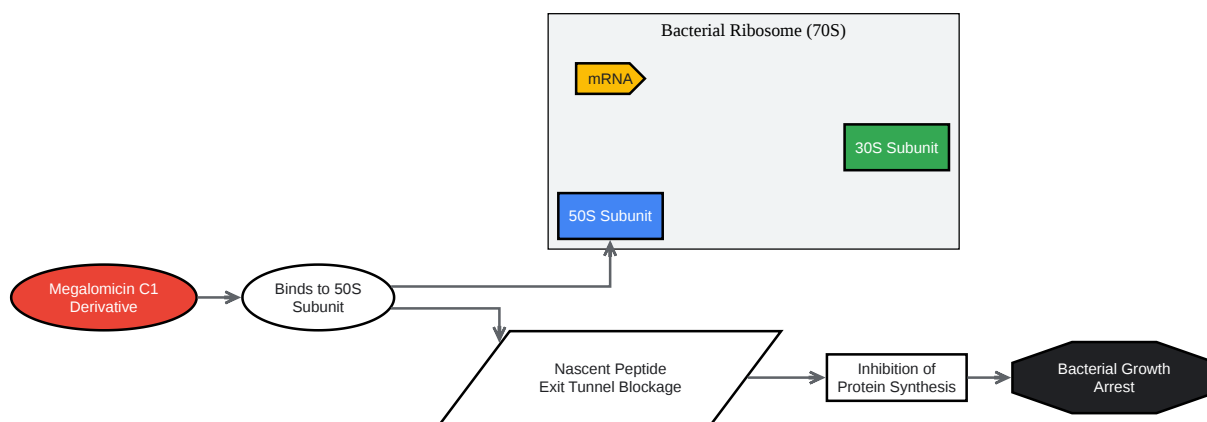 Bacterial Ribosome (70S)
mRNA
30S Subunit
50S Subunit
Megalomicin C1
Derivative
Binds to 50S
Subunit
Nascent Peptide
Exit Tunnel Blockage
Inhibition of
Protein Synthesis
Bacterial Growth
Arrest